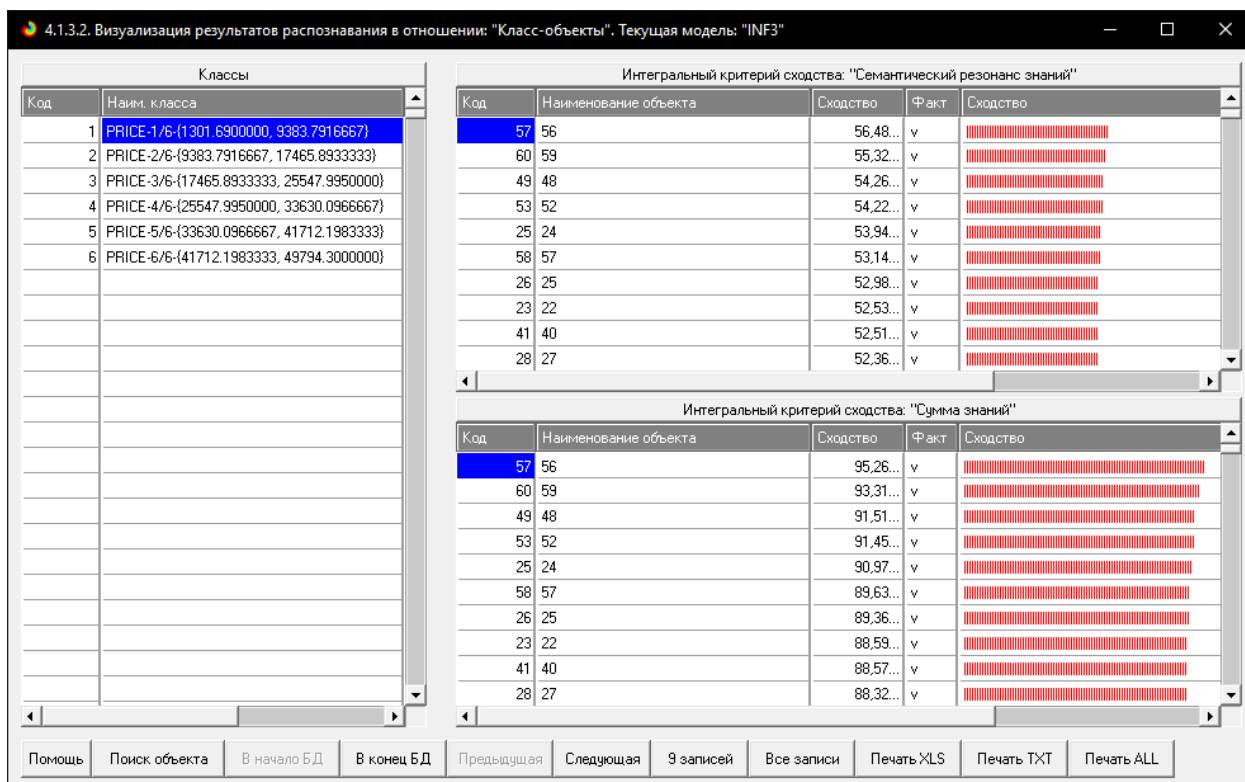 4.1.3.2. Визуализация результатов распознавания в отношении: "Класс-объекты". Текущая модель: "INF3"
Классы
Код Наим. класса
1 PRICE-1/6-{1301.6900000, 9383.7916667}
2 PRICE-2/6-{9383.7916667, 17465.8933333}
3 PRICE-3/6-{17465.8933333, 25547.9950000}
4 PRICE-4/6-{25547.9950000, 33630.0966667}
5 PRICE-5/6-{33630.0966667, 41712.1983333}
6 PRICE-6/6-{41712.1983333, 49794.3000000}
Интегральный критерий сходства: "Семантический резонанс знаний"
Код Наименование объекта Сходство Факт Сходство
57 56 56,48... v
60 59 55,32... v
49 48 54,26... v
53 52 54,22... v
25 24 53,94... v
58 57 53,14... v
26 25 52,98... v
23 22 52,53... v
41 40 52,51... v
28 27 52,36... v
Интегральный критерий сходства: "Сумма знаний"
Код Наименование объекта Сходство Факт Сходство
57 56 95,26... v
60 59 93,31... v
49 48 91,51... v
53 52 91,45... v
25 24 90,97... v
58 57 89,63... v
26 25 89,36... v
23 22 88,59... v
41 40 88,57... v
28 27 88,32... v
Помощь Поиск объекта В начало БД В конец БД Предыдущая Следующая 9 записей Все записи Печать XLS Печать TXT Печать ALL